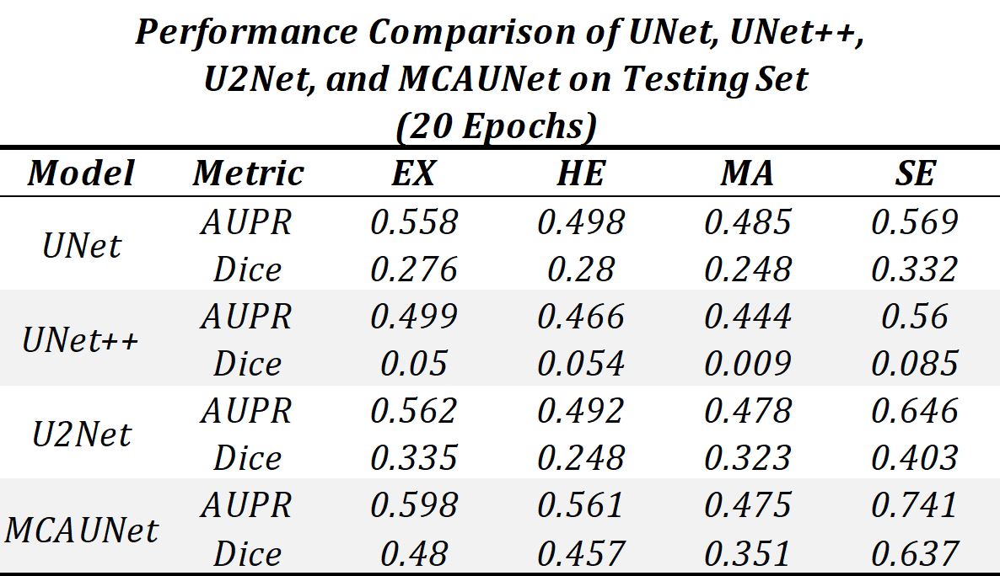 Performance Comparison of UNet, UNet++,
U2Net, and MCAUNet on Testing Set
(20 Epochs)
Model Metric EX HE MA SE
UNet
AUPR 0.558 0.498 0.485 0.569
Dice 0.276 0.28 0.248 0.332
UNet++
AUPR 0.499 0.466 0.444 0.56
Dice 0.05 0.054 0.009 0.085
U2Net
AUPR 0.562 0.492 0.478 0.646
Dice 0.335 0.248 0.323 0.403
MCAUNet
AUPR 0.598 0.561 0.475 0.741
Dice 0.48 0.457 0.351 0.637